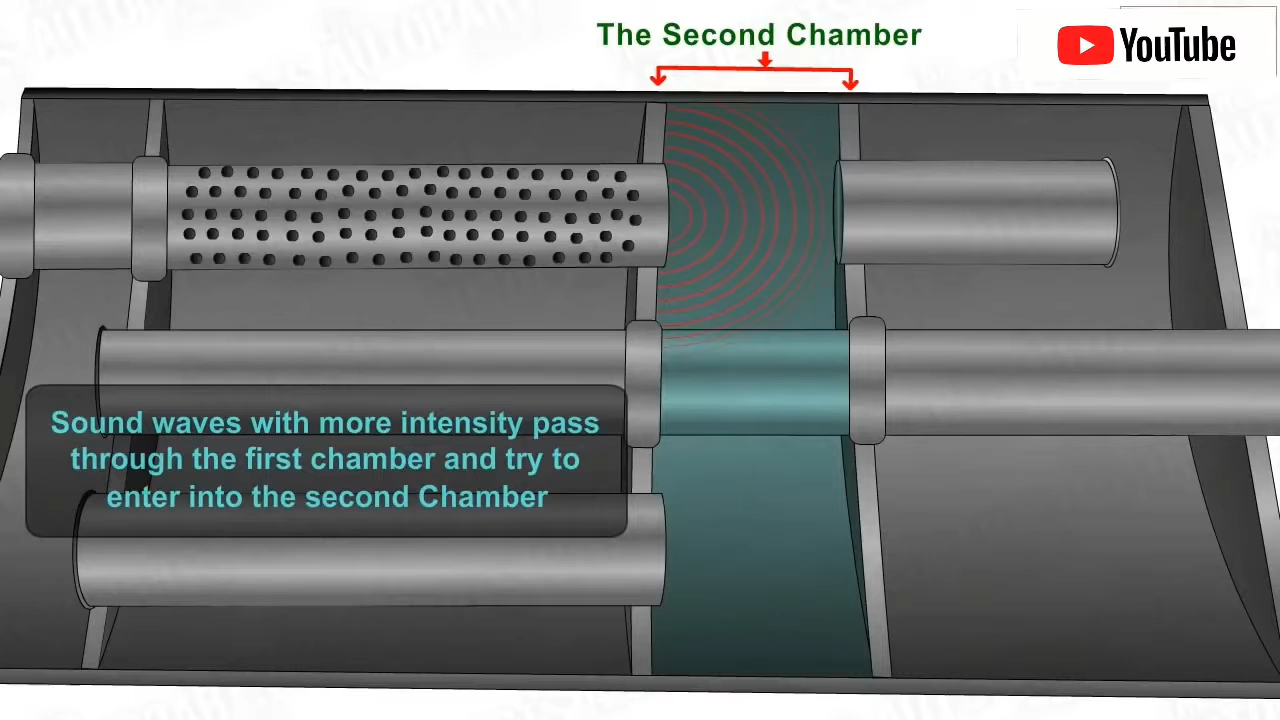 The Second Chamber
YouTube
Sound waves with more intensity pass
through the first chamber and try to
enter into the second Chamber